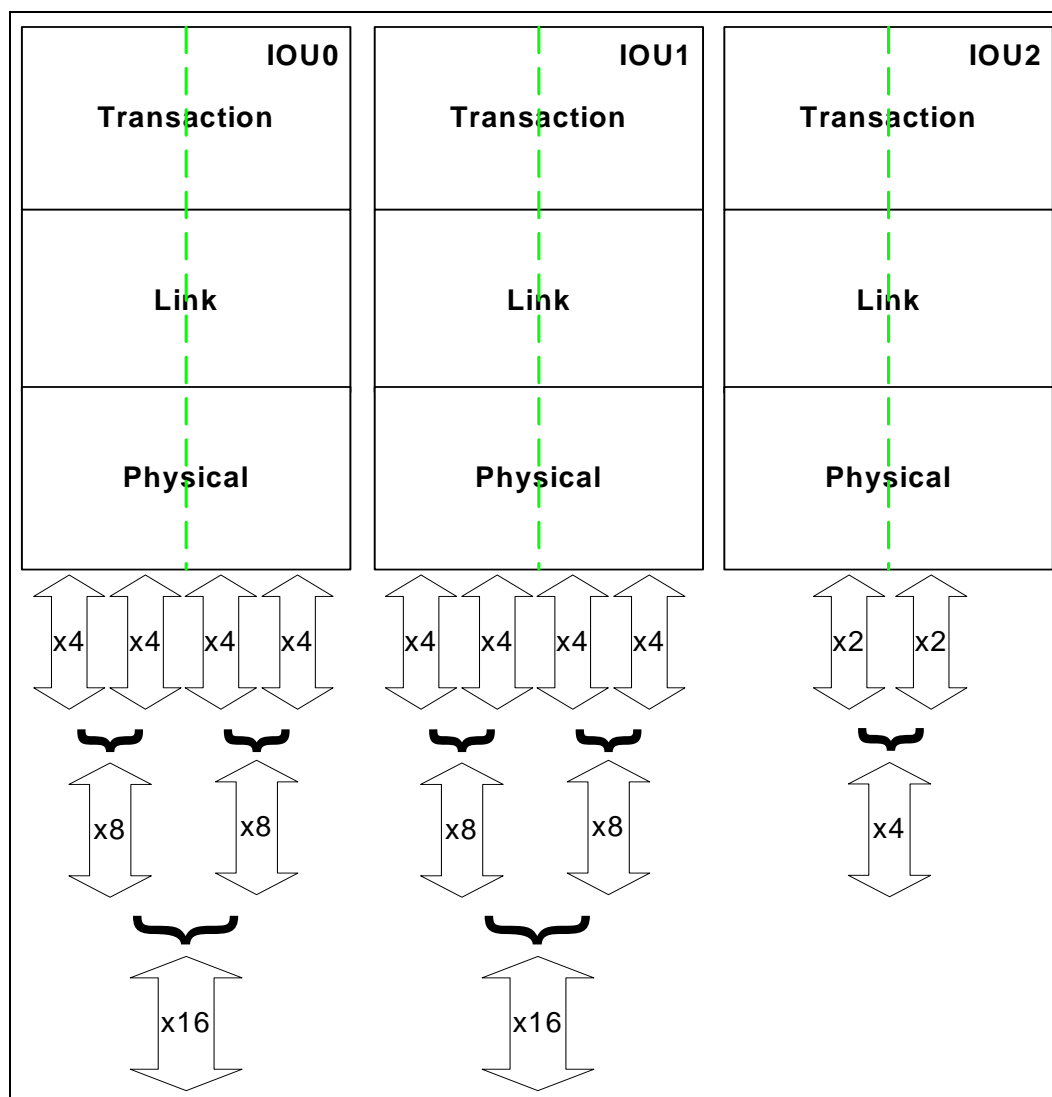 IOU0 IOU1 IOU2
Transaction Transaction Transaction
Link Link Link
Physical Physical Physical
x4 x4 x4 x4 x4 x4 x4 x4 x2 x2
x8 x8 x8 x8 x4
x16 x16